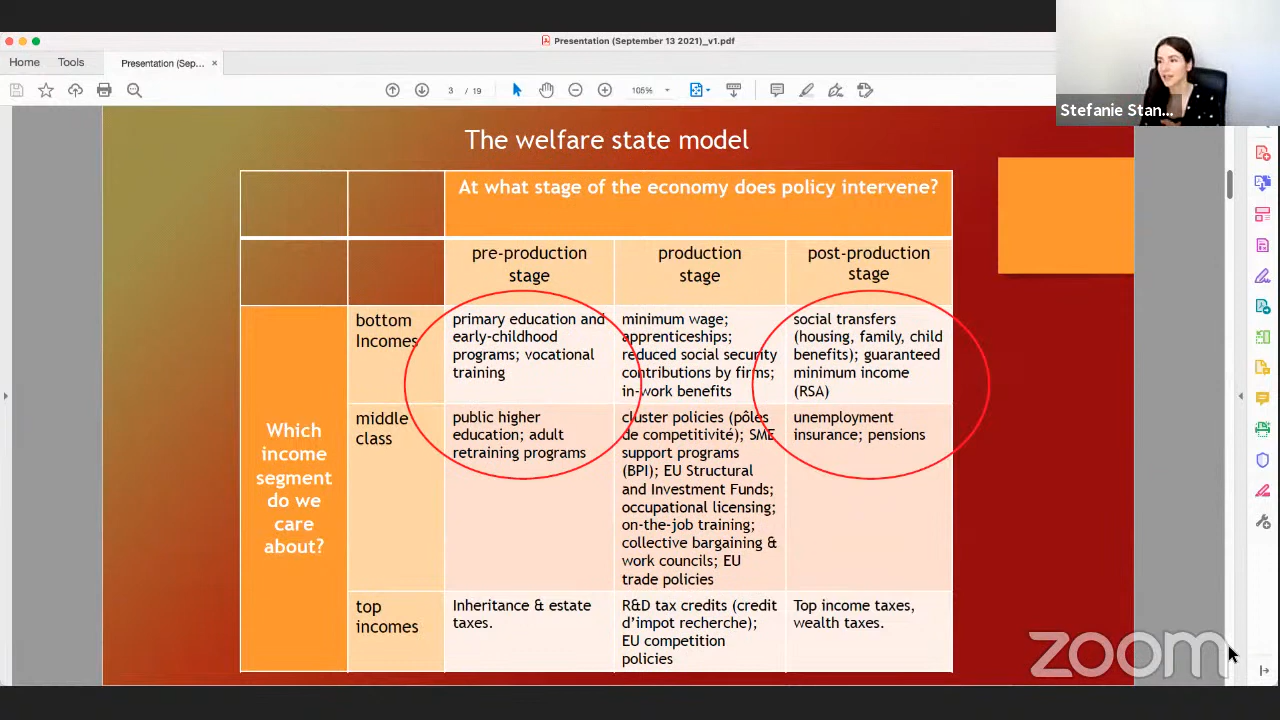 Presentation (September 13 2021)_v1.pdf
Home
Tools
Presentation (Sep...
×
3 / 19
105%
Stefanie Stan...
The welfare state model
At what stage of the economy does policy intervene?
pre-production
stage
production
stage
post-production
stage
Which
income
segment
do we
care
about?
bottom
Incomes
primary education and
early-childhood
programs; vocational
training
minimum wage;
apprenticeships;
reduced social security
contributions by firms;
in-work benefits
social transfers
(housing, family, child
benefits); guaranteed
minimum income
(RSA)
middle
class
public higher
education; adult
retraining programs
cluster policies (pôles
de competitivité); SME
support programs
(BPI); EU Structural
and Investment Funds;
occupational licensing;
on-the-job training;
collective bargaining &
work councils; EU
trade policies
unemployment
insurance; pensions
top
incomes
Inheritance & estate
taxes.
R&D tax credits (credit
d'impot recherche);
EU competition
policies
Top income taxes,
wealth taxes.
zoom